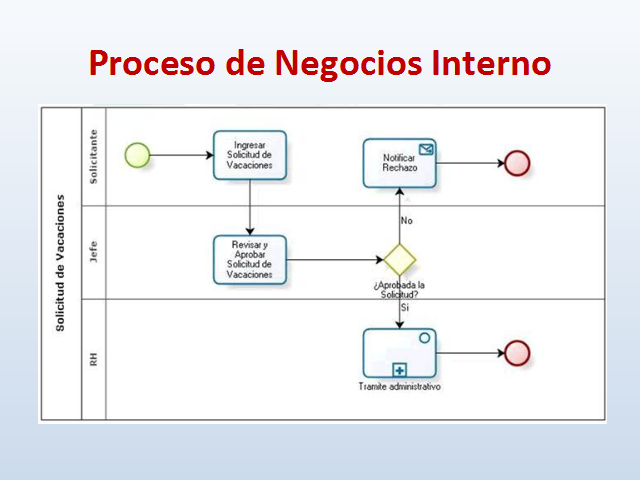 Proceso de Negocios Interno
Solicitud de Vacaciones
Solicitante
Ingresar
Solicitud de
Vacaciones
Notificar
Rechazo
No
Jefe
Revisar y
Aprobar
Solicitud de
Vacaciones
¿Aprobada la
Solicitud?
Si
RH
Tramite administrativo